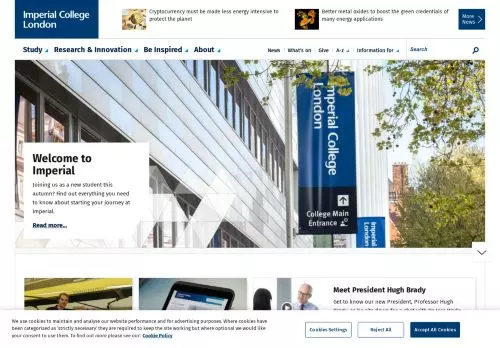 Imperial College
London
Cryptocurrency must be made less energy intensive to
protect the planet
Better metal oxides to boost the green credentials of
many energy applications
More
News >
Study
Research & Innovation
Be Inspired
About
News
What's on
Give
A-z
Information for
Search
Imperial College
London
College Main
Entrance
Imperial
College
London
Welcome to
Imperial
Joining us as a new student this
autumn? Find out everything you need
to know about starting your journey at
Imperial.
Read more...
Meet President Hugh Brady
Get to know our new President, Professor Hugh
We use cookies to maintain and analyse our website performance and for advertising purposes. Where cookies have
been categorised as 'strictly necessary' they are required to keep the site working but where optional we would like
your consent to use them. To find out more please see our: Cookie Policy
Cookies Settings
Reject All
Accept All Cookies